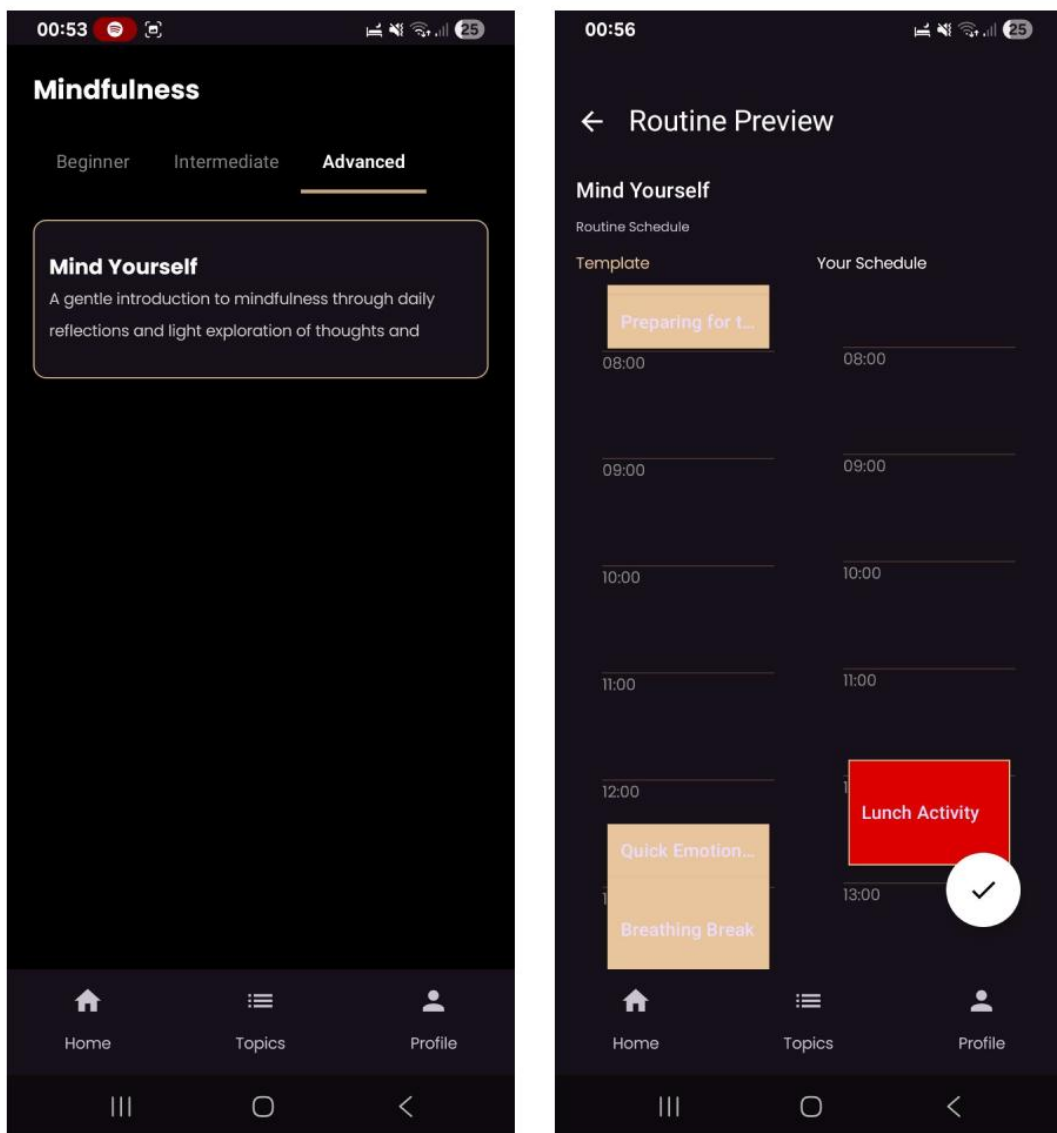 00:53
25
Mindfulness
Beginner Intermediate Advanced
Mind Yourself
A gentle introduction to mindfulness through daily
reflections and light exploration of thoughts and
Home Topics Profile
00:56
25
Routine Preview
Mind Yourself
Routine Schedule
Template Your Schedule
Preparing for t...
08:00 08:00
09:00 09:00
10:00 10:00
11:00 11:00
12:00
Lunch Activity
Quick Emotion...
13:00
Breathing Break
Home Topics Profile